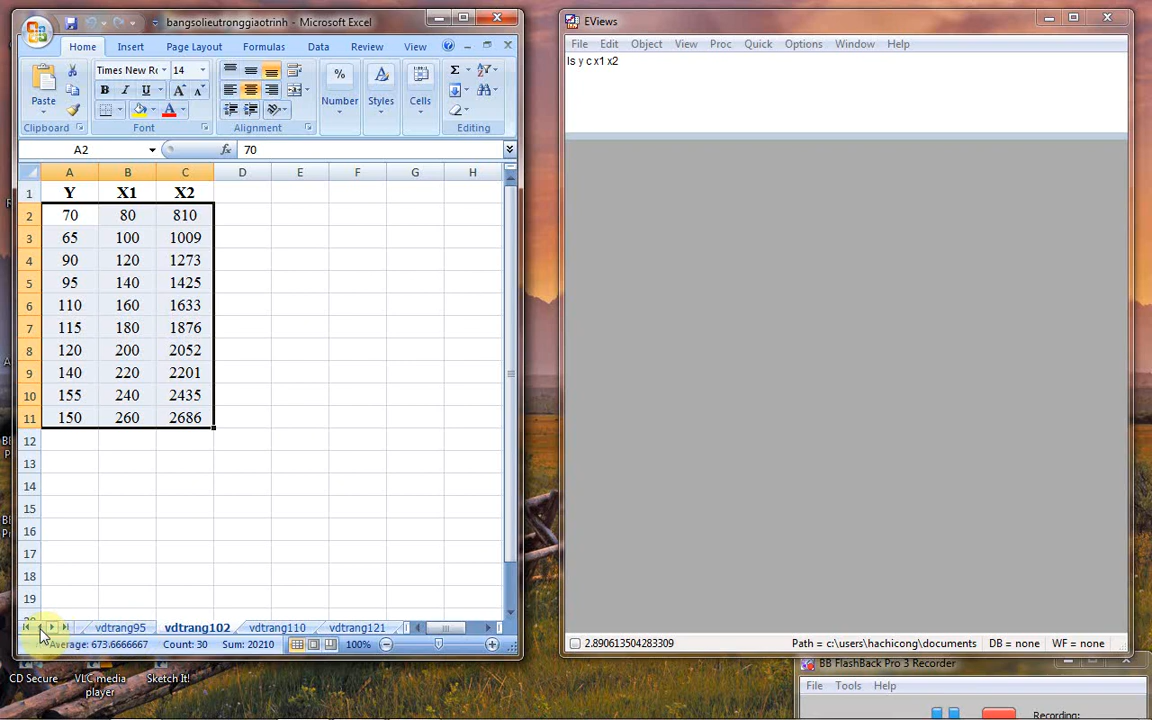 bangsolieutronggiaotrinh - Microsoft Excel
Home Insert Page Layout Formulas Data Review View
Paste
Times New Ro 14
B I U A A A
Σ
% Number
Styles
Cells
Clipboard Font Alignment Editing
A2 fx 70
A B C D E F G H
1 Y X1 X2
2 70 80 810
3 65 100 1009
4 90 120 1273
5 95 140 1425
6 110 160 1633
7 115 180 1876
8 120 200 2052
9 140 220 2201
10 155 240 2435
11 150 260 2686
12
13
14
15
16
17
18
19
vdtrang95 vdtrang102 vdtrang110 vdtrang121
Average: 673.6666667 Count: 30 Sum: 20210 100%
CD Secure
VLC media player
Sketch It!
EViews
File Edit Object View Proc Quick Options Window Help
ls y c x1 x2
2.890613504283309 Path = c:\users\hachicong\documents DB = none WF = none
BB FlashBack Pro 3 Recorder
File Tools Help
Recording: